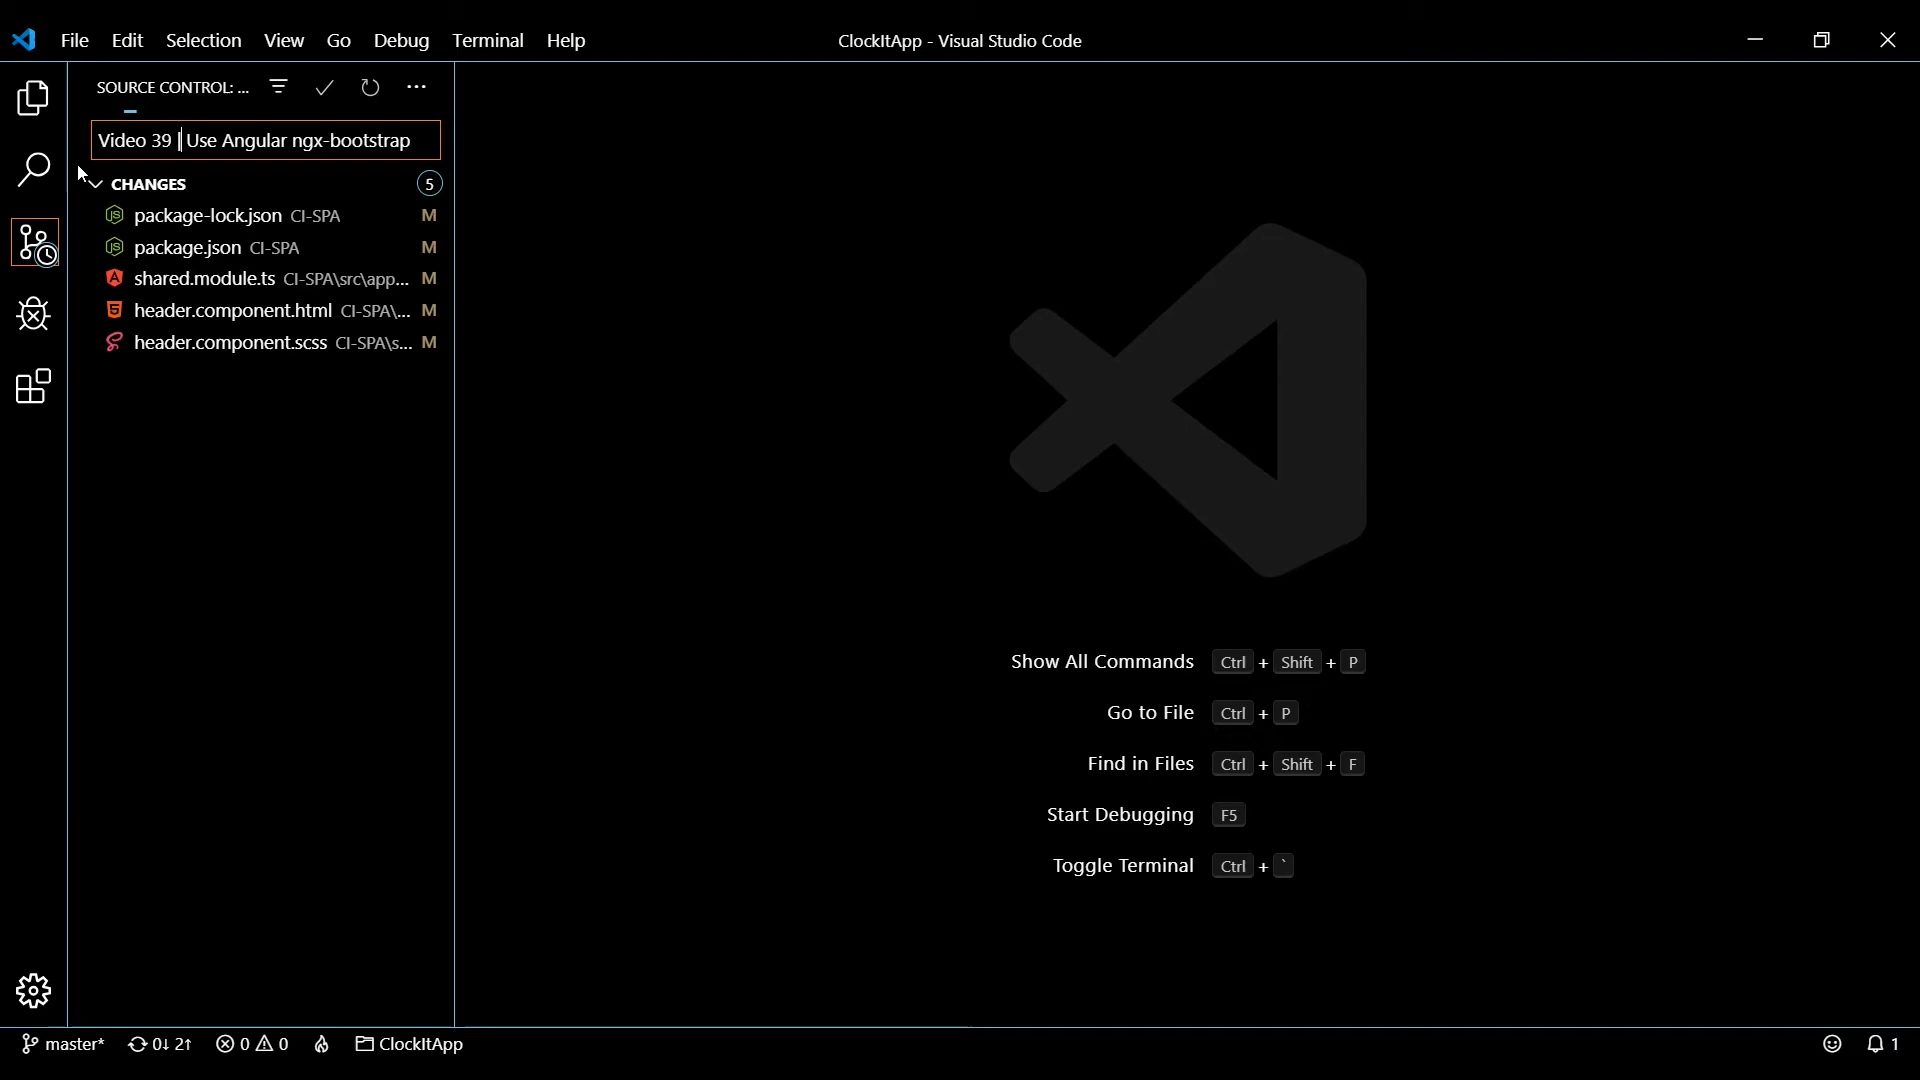 File Edit Selection View Go Debug Terminal Help
ClockItApp - Visual Studio Code
SOURCE CONTROL: ...
Video 39 | Use Angular ngx-bootstrap
CHANGES 5
package-lock.json CI-SPA M
package.json CI-SPA M
shared.module.ts CI-SPA\src\app... M
header.component.html CI-SPA\... M
header.component.scss CI-SPA\s... M
Show All Commands Ctrl + Shift + P
Go to File Ctrl + P
Find in Files Ctrl + Shift + F
Start Debugging F5
Toggle Terminal Ctrl + `
master* 0↓ 2↑ 0 0 ClockItApp 1